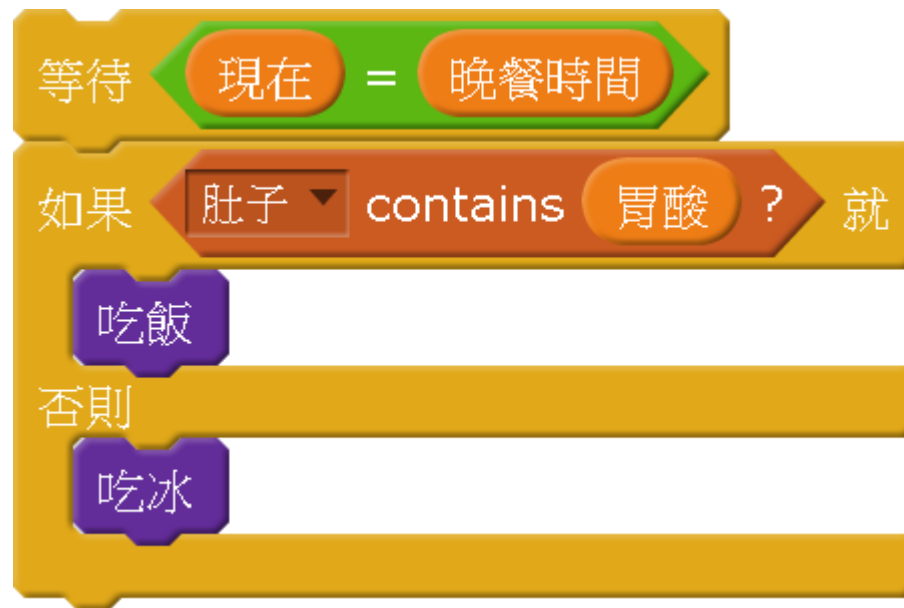 等待 現在 = 晚餐時間
如果 肚子 contains 胃酸 ? 就
吃飯
否則
吃冰